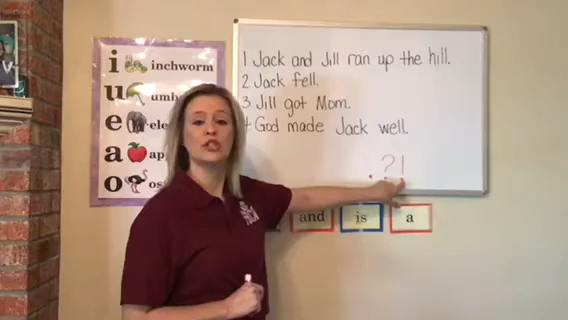 i inchworm
u
e
a
o
1 Jack and Jill ran up the hill.
2 Jack fell.
3 Jill got Mom.
God made Jack well.
. ? !
and
is
a